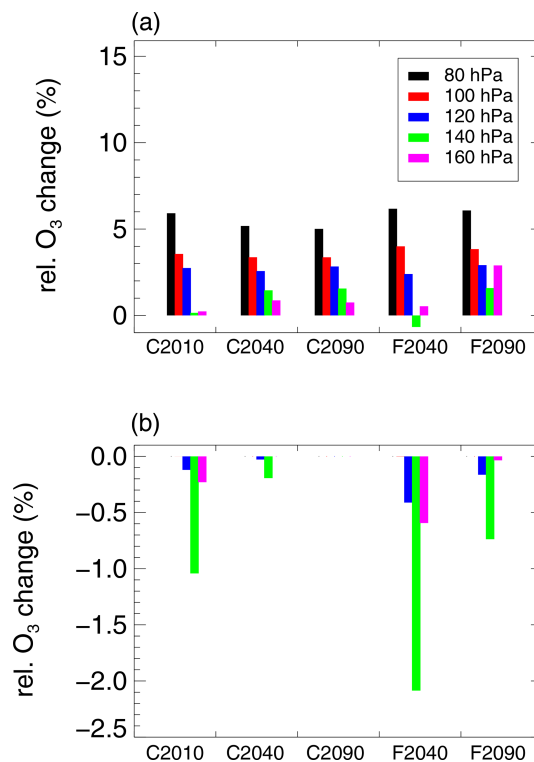 (a)
rel. O₃ change (%)
15
10
5
0
80 hPa
100 hPa
120 hPa
140 hPa
160 hPa
C2010 C2040 C2090 F2040 F2090
(b)
rel. O₃ change (%)
0.0
−0.5
−1.0
−1.5
−2.0
−2.5
C2010 C2040 C2090 F2040 F2090